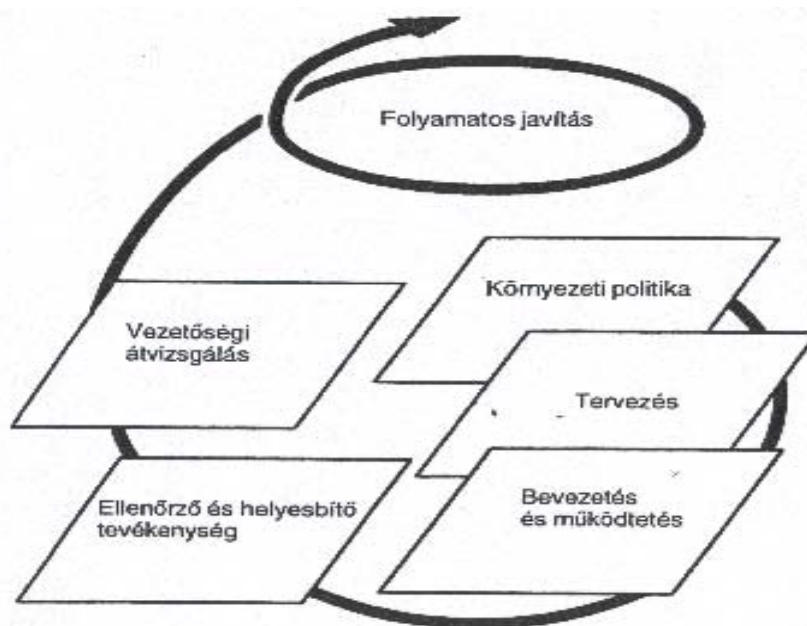 Folyamatos javítás
Környezeti politika
Vezetőségi
átvizsgálás
Tervezés
Ellenőrző és helyesbítő
tevékenység
Bevezetés
és működtetés